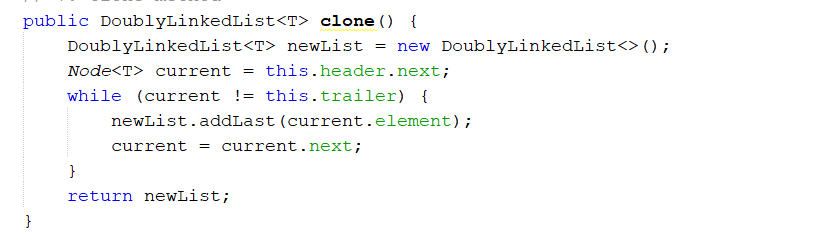 public DoublyLinkedList<T> clone() {
DoublyLinkedList<T> newList = new DoublyLinkedList<>();
Node<T> current = this.header.next;
while (current != this.trailer) {
newList.addLast(current.element);
current = current.next;
}
return newList;
}